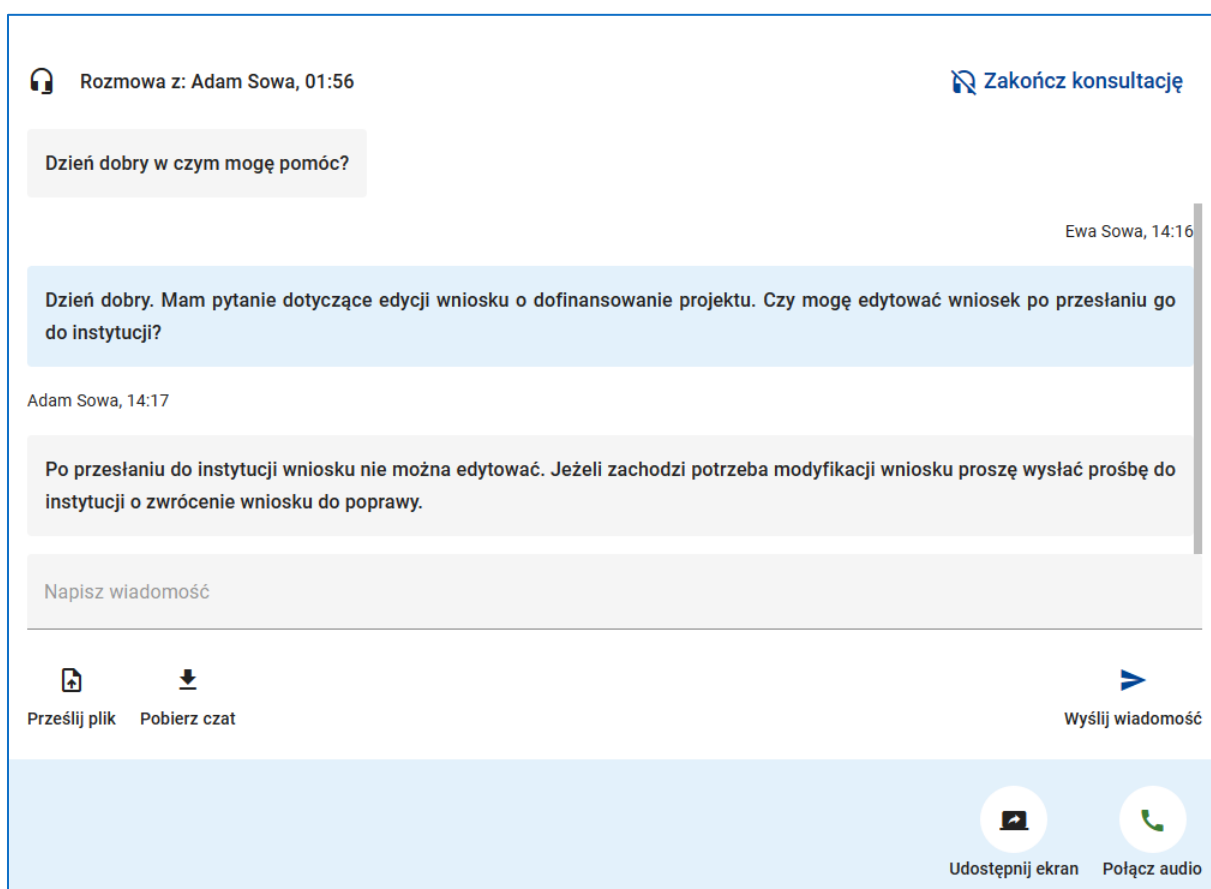 Rozmowa z: Adam Sowa, 01:56
Zakończ konsultację
Dzień dobry w czym mogę pomóc?
Ewa Sowa, 14:16
Dzień dobry. Mam pytanie dotyczące edycji wniosku o dofinansowanie projektu. Czy mogę edytować wniosek po przesłaniu go
do instytucji?
Adam Sowa, 14:17
Po przesłaniu do instytucji wniosku nie można edytować. Jeżeli zachodzi potrzeba modyfikacji wniosku proszę wysłać prośbę do
instytucji o zwrócenie wniosku do poprawy.
Napisz wiadomość
Prześlij plik
Pobierz czat
Wyślij wiadomość
Udostępnij ekran
Połącz audio